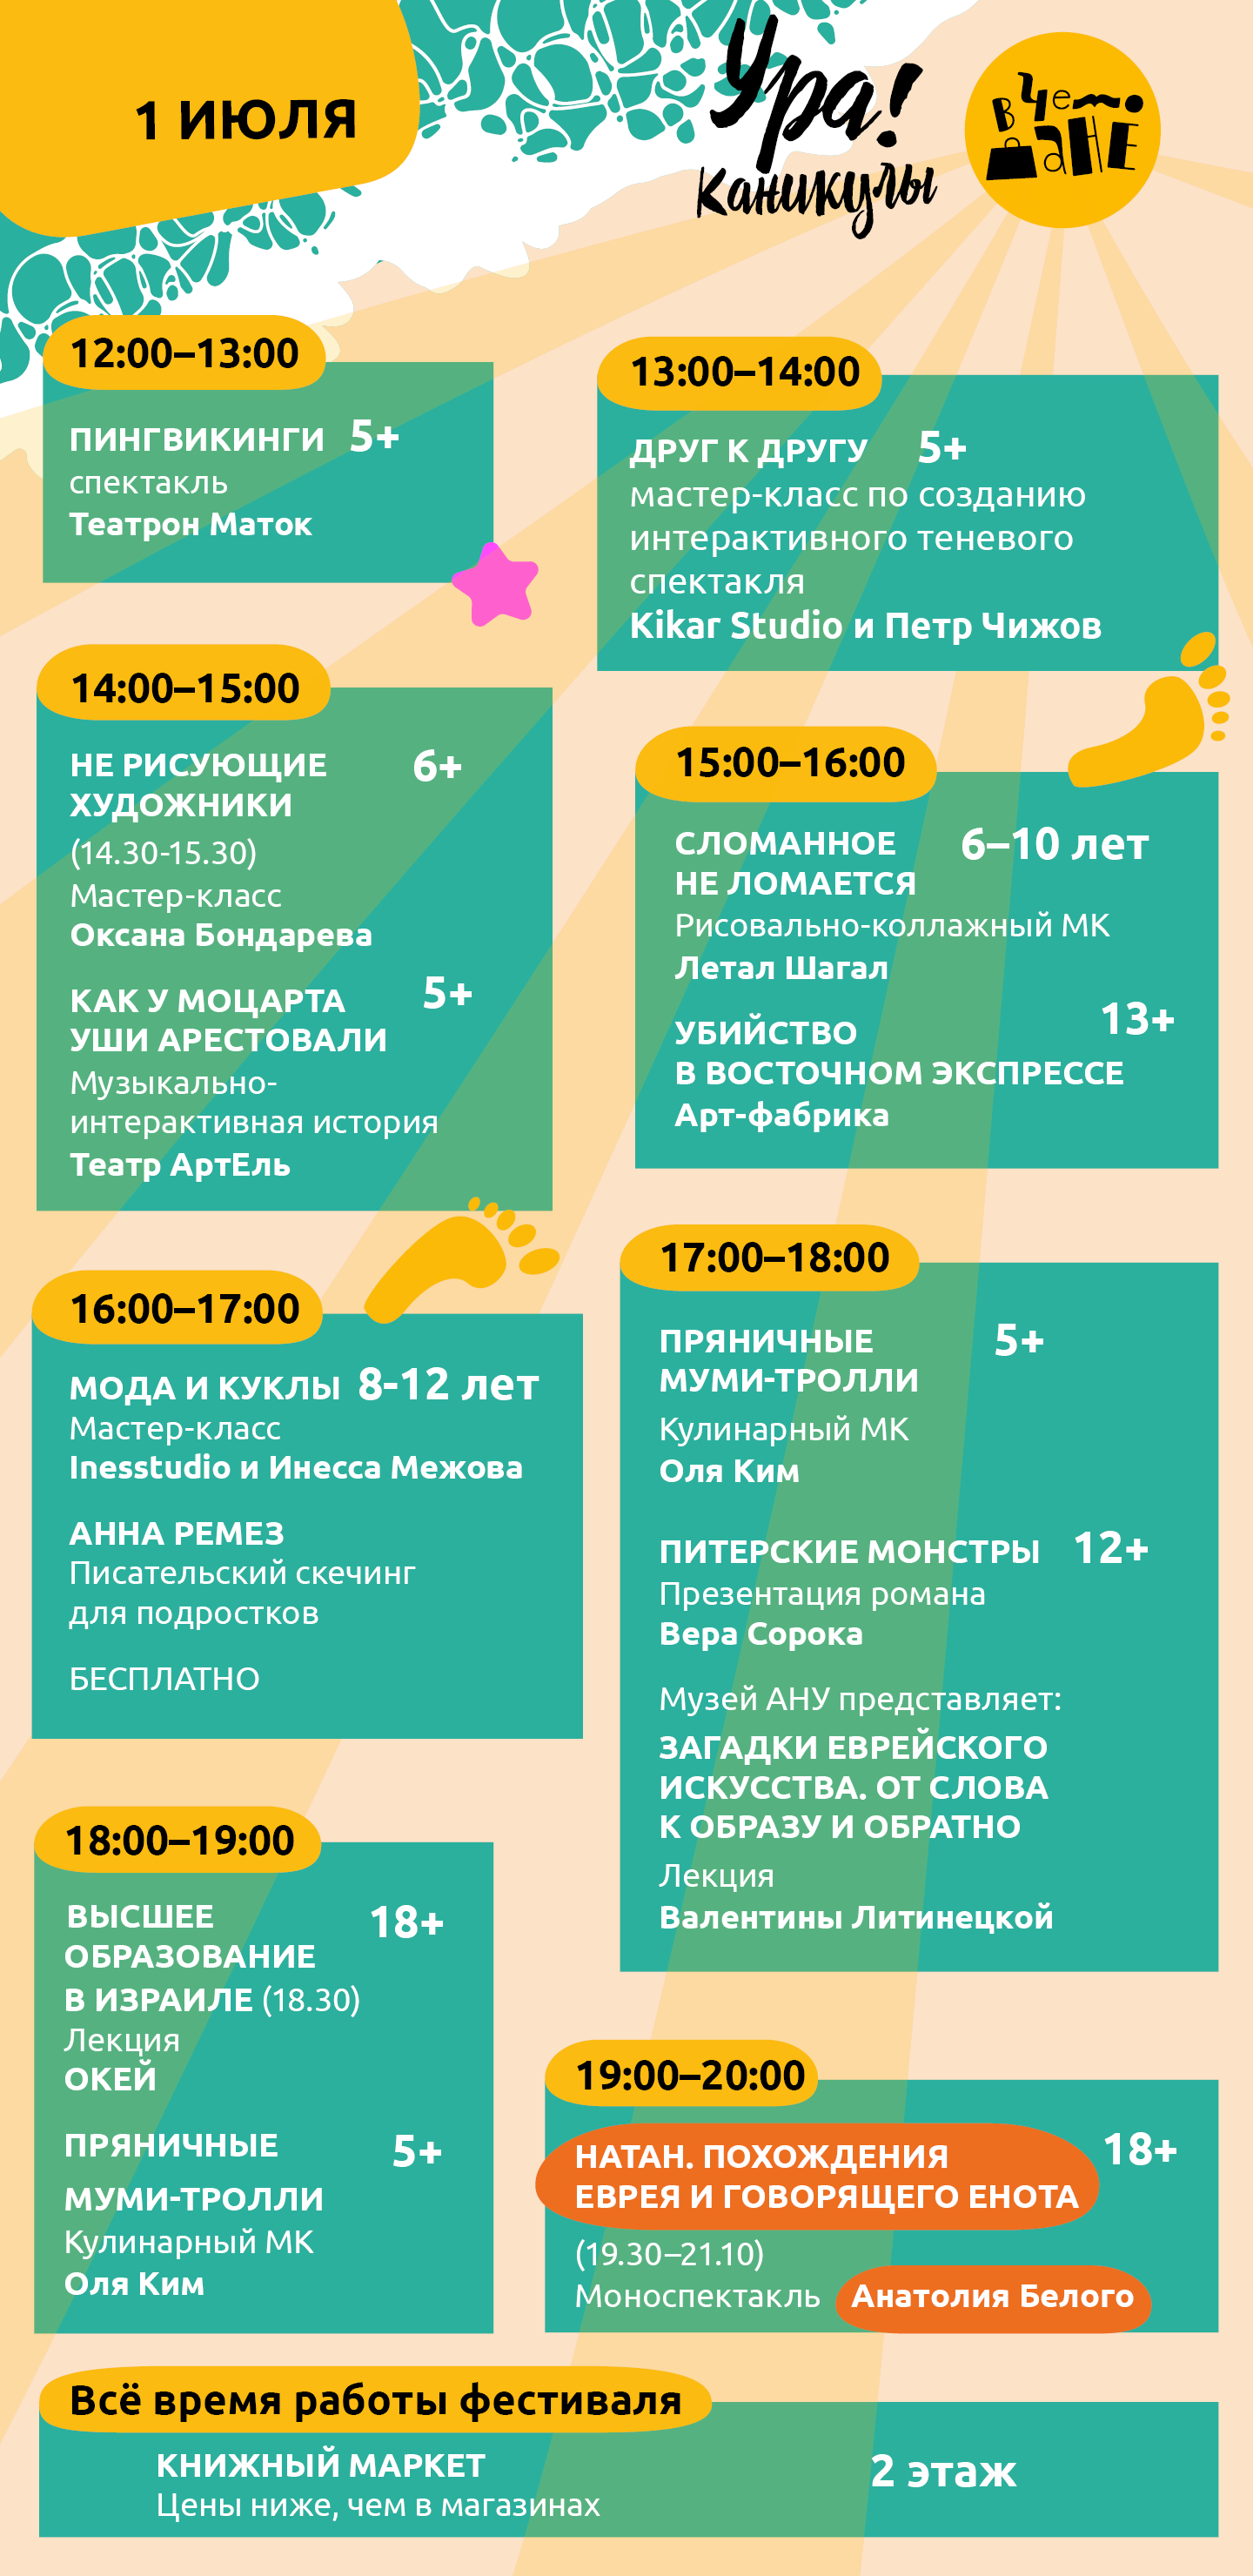 1 ИЮЛЯ
Ура!
Каникулы
в Чемо
дане
12:00–13:00
ПИНГВИКИНГИ 5+
спектакль
Театрон Маток
13:00–14:00
ДРУГ К ДРУГУ 5+
мастер-класс по созданию
интерактивного теневого
спектакля
Kikar Studio и Петр Чижов
14:00–15:00
НЕ РИСУЮЩИЕ 6+
ХУДОЖНИКИ
(14.30-15.30)
Мастер-класс
Оксана Бондарева
КАК У МОЦАРТА 5+
УШИ АРЕСТОВАЛИ
Музыкально-
интерактивная история
Театр АртЕль
15:00–16:00
СЛОМАННОЕ 6–10 лет
НЕ ЛОМАЕТСЯ
Рисовально-коллажный МК
Летал Шагал
УБИЙСТВО 13+
В ВОСТОЧНОМ ЭКСПРЕССЕ
Арт-фабрика
16:00–17:00
МОДА И КУКЛЫ 8-12 лет
Мастер-класс
Inesstudio и Инесса Межова
АННА РЕМЕЗ
Писательский скечинг
для подростков
БЕСПЛАТНО
17:00–18:00
ПРЯНИЧНЫЕ 5+
МУМИ-ТРОЛЛИ
Кулинарный МК
Оля Ким
ПИТЕРСКИЕ МОНСТРЫ 12+
Презентация романа
Вера Сорока
Музей АНУ представляет:
ЗАГАДКИ ЕВРЕЙСКОГО
ИСКУССТВА. ОТ СЛОВА
К ОБРАЗУ И ОБРАТНО
Лекция
Валентины Литинецкой
18:00–19:00
ВЫСШЕЕ 18+
ОБРАЗОВАНИЕ
В ИЗРАИЛЕ (18.30)
Лекция
ОКЕЙ
ПРЯНИЧНЫЕ 5+
МУМИ-ТРОЛЛИ
Кулинарный МК
Оля Ким
19:00–20:00
НАТАН. ПОХОЖДЕНИЯ 18+
ЕВРЕЯ И ГОВОРЯЩЕГО ЕНОТА
(19.30–21.10)
Моноспектакль Анатолия Белого
Всё время работы фестиваля
КНИЖНЫЙ МАРКЕТ 2 этаж
Цены ниже, чем в магазинах